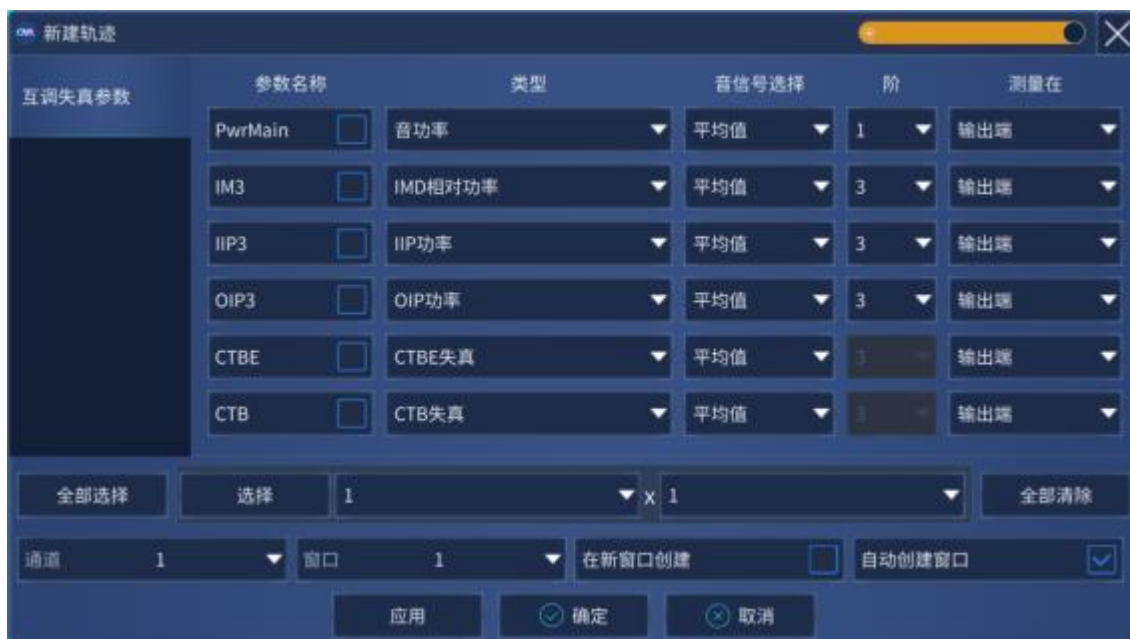 新建轨迹
互调失真参数
参数名称 类型 音信号选择 阶 测量在
PwrMain 音功率 平均值 1 输出端
IM3 IMD相对功率 平均值 3 输出端
IIP3 IIP功率 平均值 3 输出端
OIP3 OIP功率 平均值 3 输出端
CTBE CTBE失真 平均值 3 输出端
CTB CTB失真 平均值 3 输出端
全部选择 选择 1 x 1 全部清除
通道 1 窗口 1 在新窗口创建 自动创建窗口
应用 确定 取消